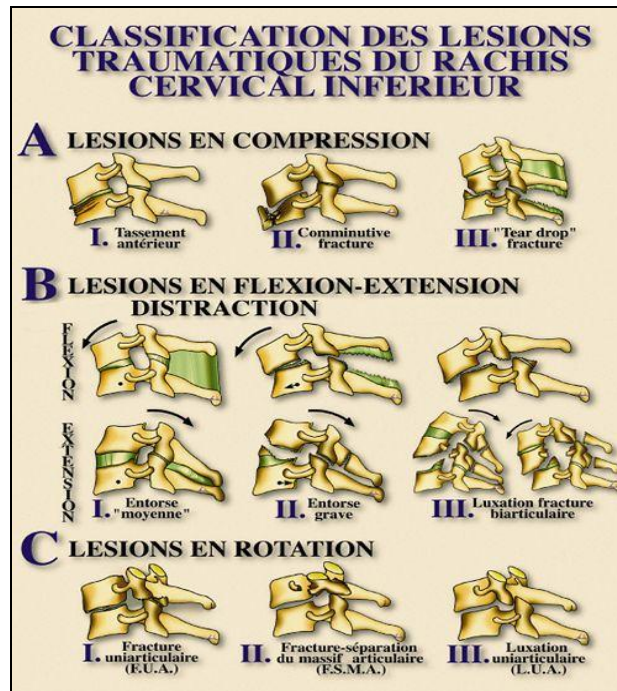 CLASSIFICATION DES LESIONS
TRAUMATIQUES DU RACHIS
CERVICAL INFERIEUR
A LESIONS EN COMPRESSION
I. Tassement
antérieur
II. Comminutive
fracture
III. "Tear drop"
fracture
B LESIONS EN FLEXION-EXTENSION
DISTRACTION
FLEXION
EXTENSION
I. Entorse
"moyenne"
II. Entorse
grave
III. Luxation fracture
biarticulaire
C LESIONS EN ROTATION
I. Fracture
uniarticulaire
(F.U.A.)
II. Fracture-séparation
du massif articulaire
(F.S.M.A.)
III. Luxation
uniarticulaire
(L.U.A.)